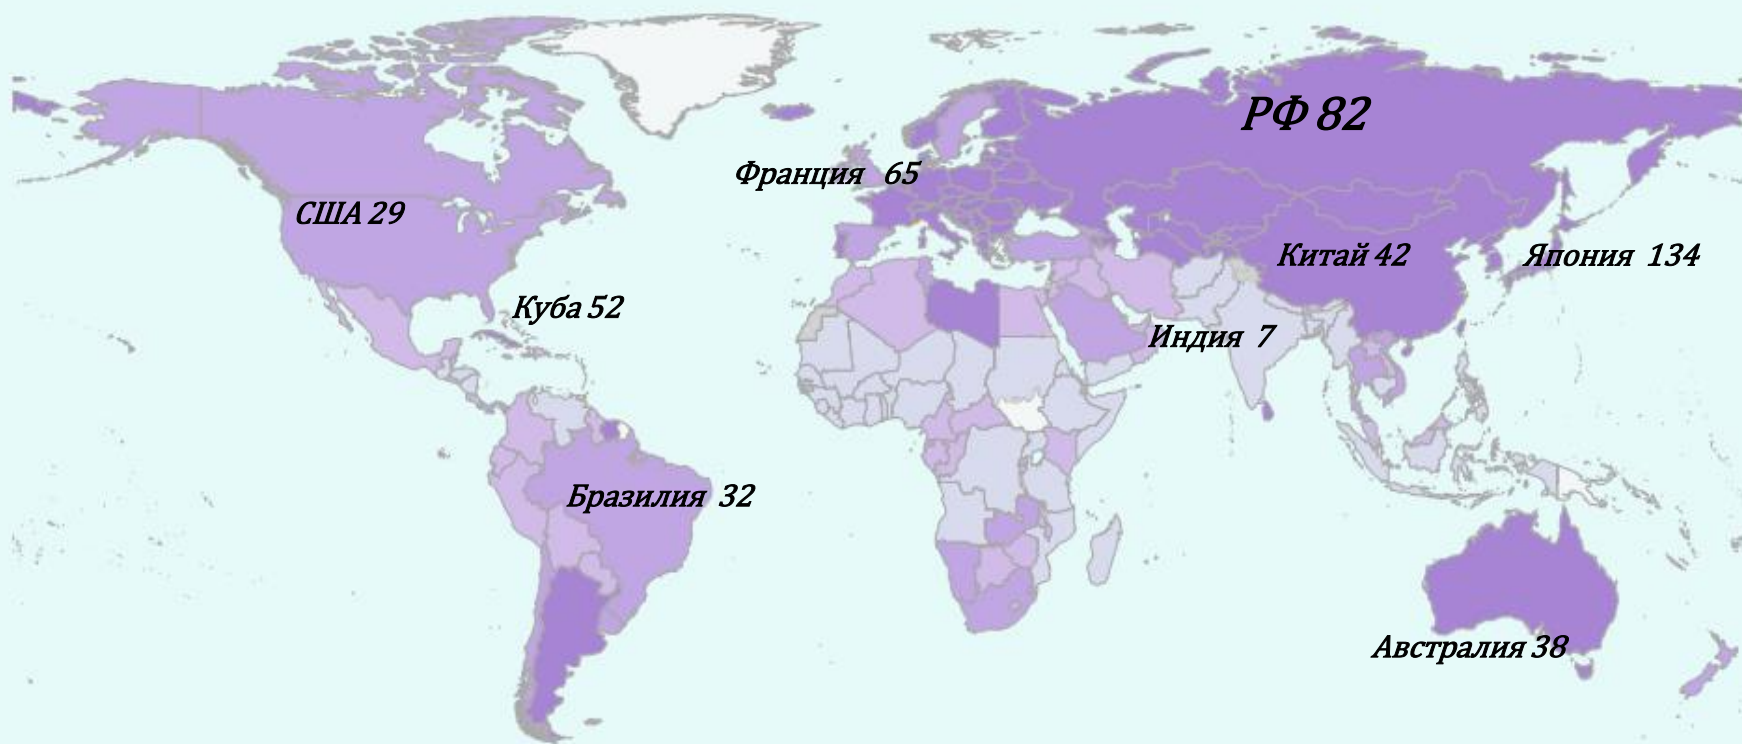 РФ 82
Франция 65
США 29
Китай 42
Япония 134
Куба 52
Индия 7
Бразилия 32
Австралия 38